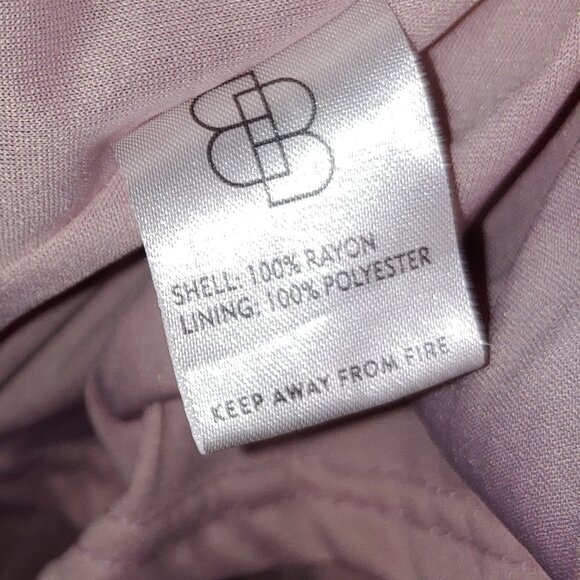 SHELL: 100% RAYON
LINING: 100% POLYESTER
KEEP AWAY FROM FIRE